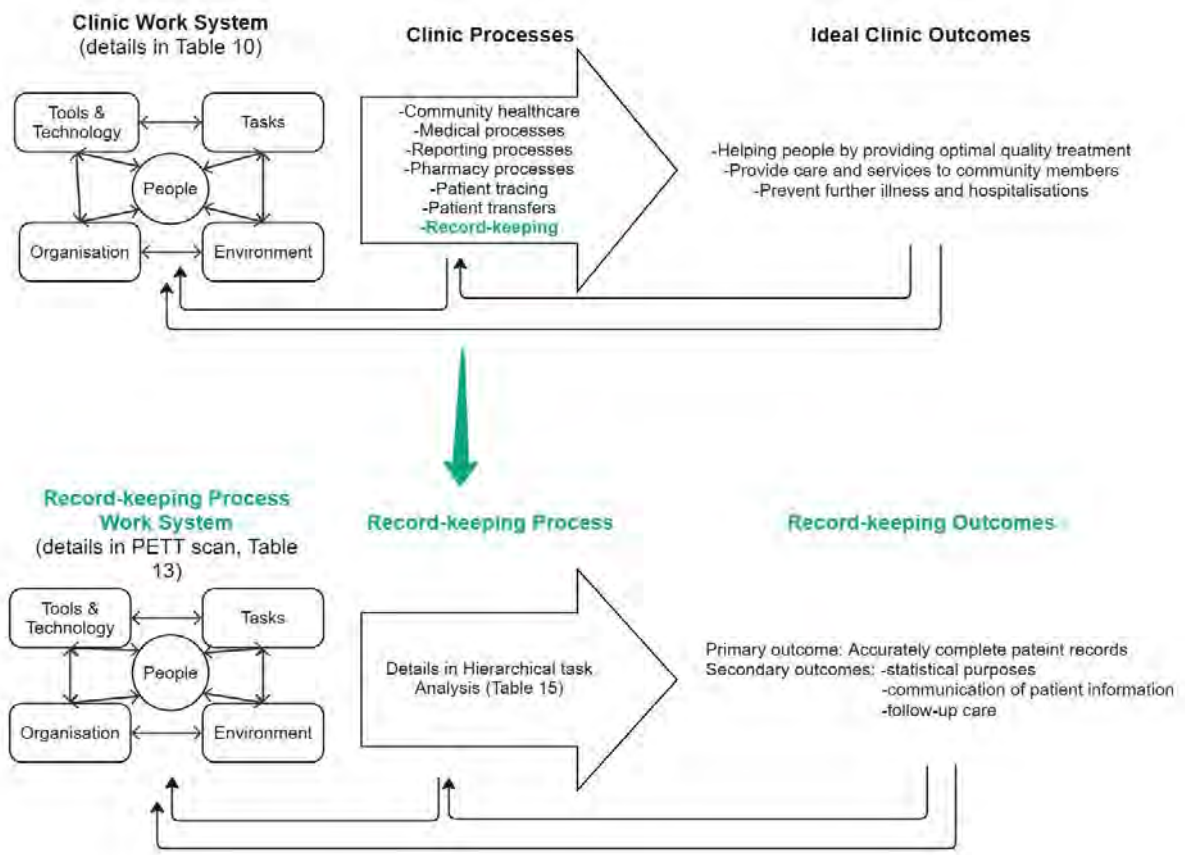 Clinic Work System
(details in Table 10)
Tools &
Technology
Tasks
People
Organisation
Environment
Clinic Processes
-Community healthcare
-Medical processes
-Reporting processes
-Pharmacy processes
-Patient tracing
-Patient transfers
-Record-keeping
Ideal Clinic Outcomes
-Helping people by providing optimal quality treatment
-Provide care and services to community members
-Prevent further illness and hospitalisations
Record-keeping Process
Work System
(details in PETT scan, Table
13)
Tools &
Technology
Tasks
People
Organisation
Environment
Record-keeping Process
Details in Hierarchical task
Analysis (Table 15)
Record-keeping Outcomes
Primary outcome: Accurately complete pateint records
Secondary outcomes: -statistical purposes
-communication of patient information
-follow-up care